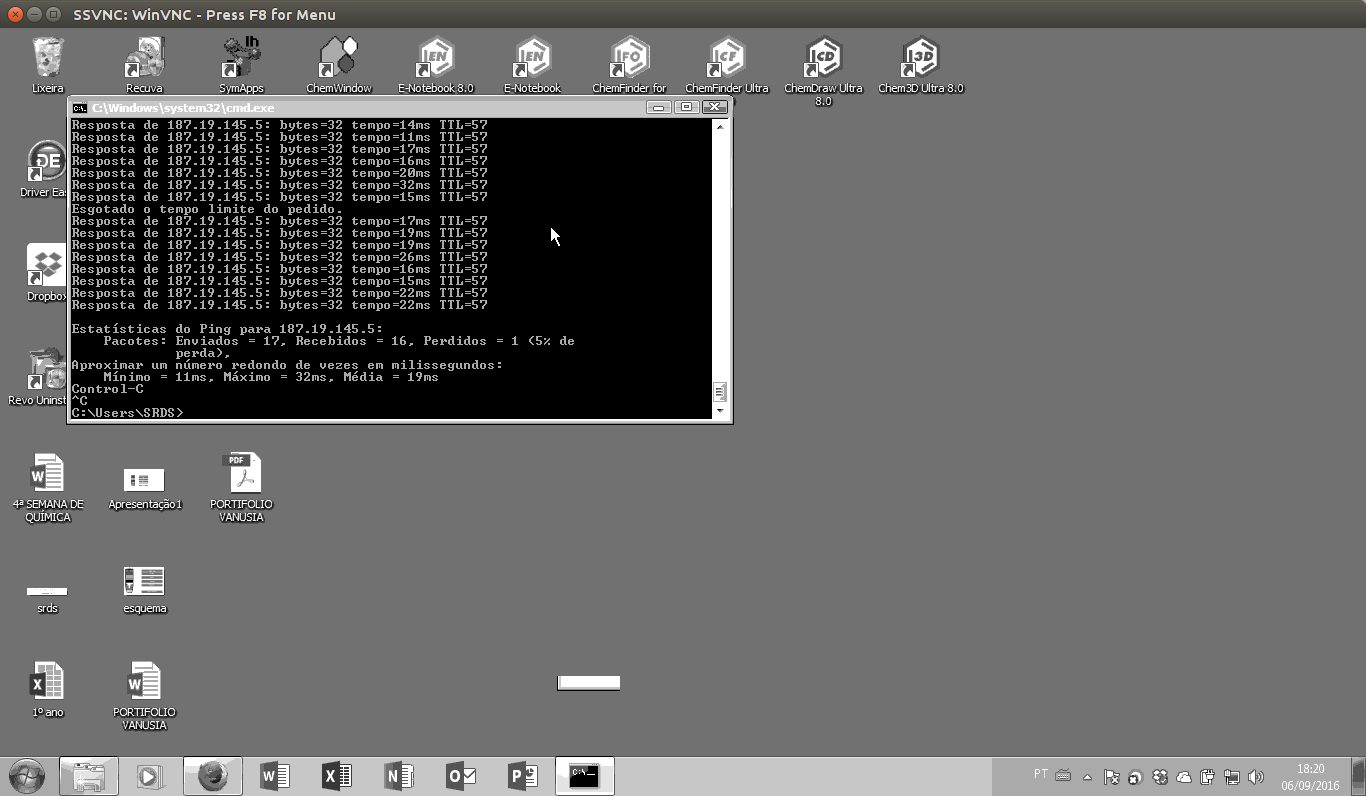 SSVNC: WinVNC - Press F8 for Menu
Lixeira
Recuva
lh
SymApps
ChemWindow
EN
E-Notebook 8.0
EN
E-Notebook
FO
ChemFinder for
CF
ChemFinder Ultra
CD
ChemDraw Ultra
8.0
3D
Chem3D Ultra 8.0
C:\Windows\system32\cmd.exe
Resposta de 187.19.145.5: bytes=32 tempo=14ms TTL=57
Resposta de 187.19.145.5: bytes=32 tempo=11ms TTL=57
Resposta de 187.19.145.5: bytes=32 tempo=17ms TTL=57
Resposta de 187.19.145.5: bytes=32 tempo=16ms TTL=57
Resposta de 187.19.145.5: bytes=32 tempo=20ms TTL=57
Resposta de 187.19.145.5: bytes=32 tempo=32ms TTL=57
Resposta de 187.19.145.5: bytes=32 tempo=15ms TTL=57
Esgotado o tempo limite do pedido.
Resposta de 187.19.145.5: bytes=32 tempo=17ms TTL=57
Resposta de 187.19.145.5: bytes=32 tempo=19ms TTL=57
Resposta de 187.19.145.5: bytes=32 tempo=19ms TTL=57
Resposta de 187.19.145.5: bytes=32 tempo=26ms TTL=57
Resposta de 187.19.145.5: bytes=32 tempo=16ms TTL=57
Resposta de 187.19.145.5: bytes=32 tempo=15ms TTL=57
Resposta de 187.19.145.5: bytes=32 tempo=22ms TTL=57
Resposta de 187.19.145.5: bytes=32 tempo=22ms TTL=57
Estatísticas do Ping para 187.19.145.5:
Pacotes: Enviados = 17, Recebidos = 16, Perdidos = 1 (5% de
perda),
Aproximar um número redondo de vezes em milissegundos:
Mínimo = 11ms, Máximo = 32ms, Média = 19ms
Control-C
^C
C:\Users\SRDS>
DE
Driver Eas
Dropbox
Revo Uninst
4ª SEMANA DE
QUÍMICA
Apresentação1
PDF
PORTIFOLIO
VANUSIA
srds
esquema
1º ano
PORTIFOLIO
VANUSIA
PT
18:20
06/09/2016